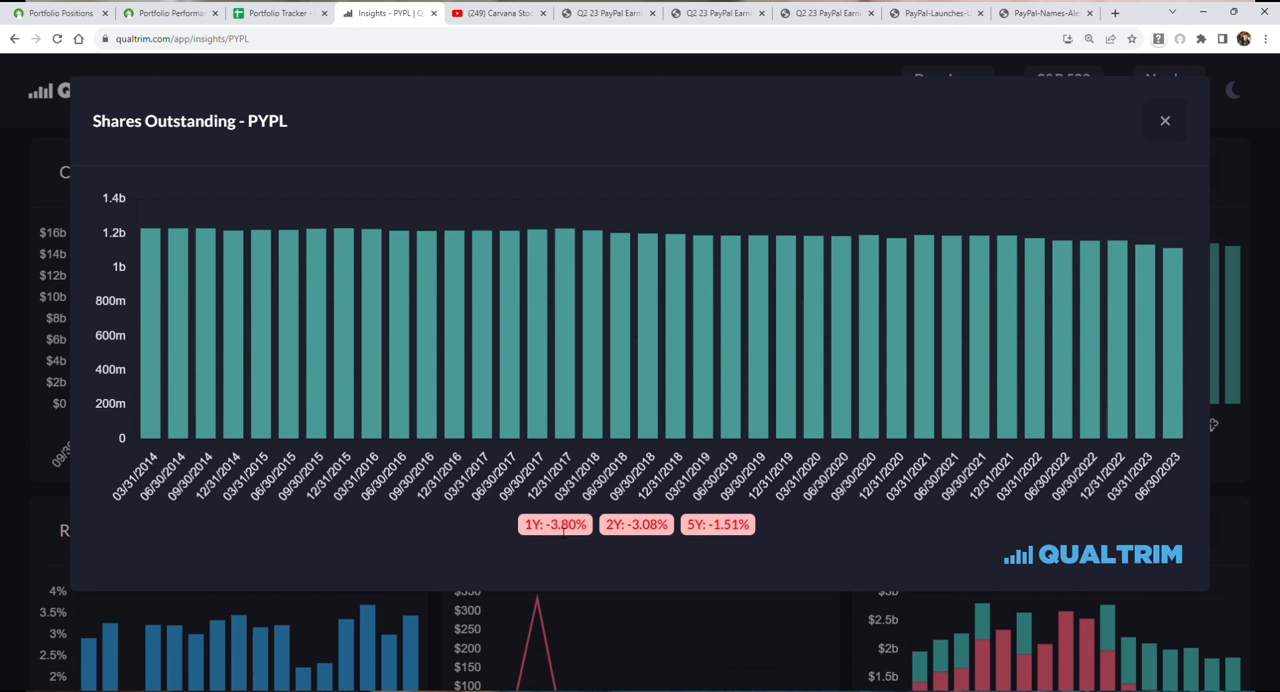 Portfolio Positions
Portfolio Performan
Portfolio Tracker -
Insights - PYPL | Q
(249) Carvana Stoc
Q2 23 PayPal Earni
Q2 23 PayPal Earni
Q2 23 PayPal Earni
PayPal-Launches-U
PayPal-Names-Ale
qualtrim.com/app/insights/PYPL
Shares Outstanding - PYPL
1.4b
1.2b
1b
800m
600m
400m
200m
0
$16b
$14b
$12b
$10b
$8b
$6b
$4b
$2b
$0
03/31/2014
06/30/2014
09/30/2014
12/31/2014
03/31/2015
06/30/2015
09/30/2015
12/31/2015
03/31/2016
06/30/2016
09/30/2016
12/31/2016
03/31/2017
06/30/2017
09/30/2017
12/31/2017
03/31/2018
06/30/2018
09/30/2018
12/31/2018
03/31/2019
06/30/2019
09/30/2019
12/31/2019
03/31/2020
06/30/2020
09/30/2020
12/31/2020
03/31/2021
06/30/2021
09/30/2021
12/31/2021
03/31/2022
06/30/2022
09/30/2022
12/31/2022
03/31/2023
06/30/2023
1Y: -3.80%
2Y: -3.08%
5Y: -1.51%
QUALTRIM
4%
3.5%
3%
2.5%
2%
$350
$300
$250
$200
$150
$100
$3b
$2.5b
$2b
$1.5b